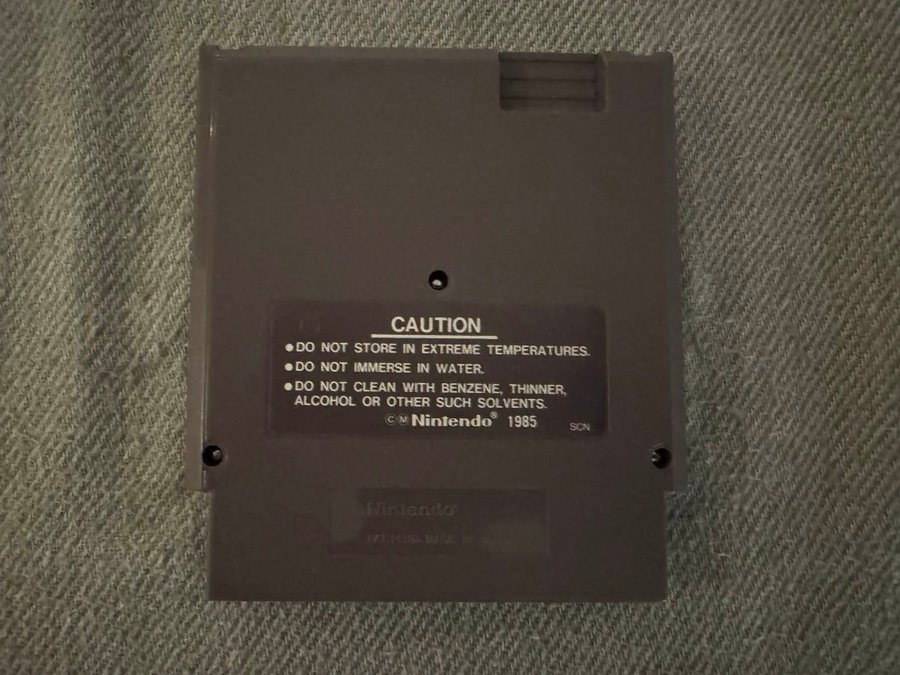 CAUTION
●DO NOT STORE IN EXTREME TEMPERATURES.
●DO NOT IMMERSE IN WATER.
●DO NOT CLEAN WITH BENZENE, THINNER,
ALCOHOL OR OTHER SUCH SOLVENTS.
©Ⓜ Nintendo® 1985
SCN
Nintendo®